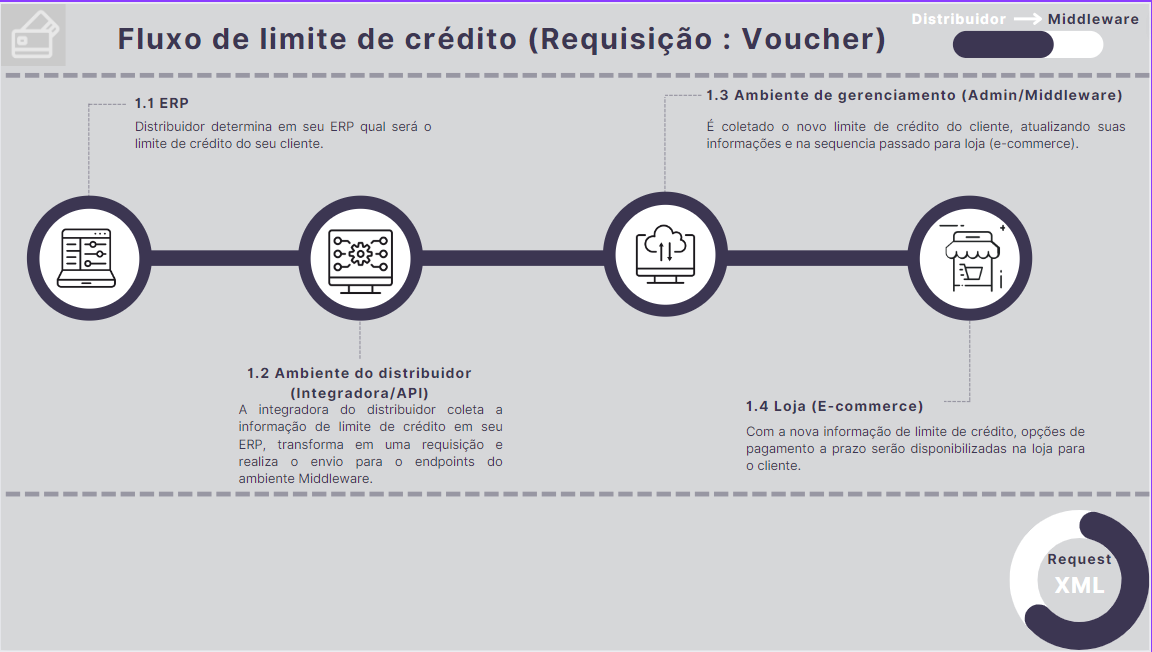 Distribuidor Middleware
Fluxo de limite de crédito (Requisição : Voucher)
1.1 ERP
Distribuidor determina em seu ERP qual será o
limite de crédito do seu cliente.
1.3 Ambiente de gerenciamento (Admin/Middleware)
É coletado o novo limite de crédito do cliente, atualizando suas
informações e na sequencia passado para loja (e-commerce).
1.2 Ambiente do distribuidor
(Integradora/API)
A integradora do distribuidor coleta a
informação de limite de crédito em seu
ERP, transforma em uma requisição e
realiza o envio para o endpoints do
ambiente Middleware.
1.4 Loja (E-commerce)
Com a nova informação de limite de crédito, opções de
pagamento a prazo serão disponibilizadas na loja para
o cliente.
Request
XML